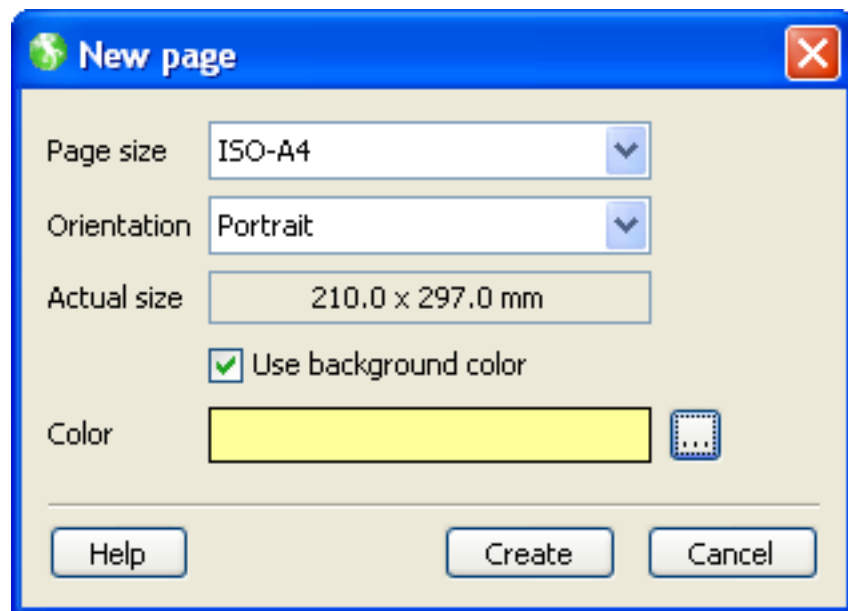 New page
Page size ISO-A4
Orientation Portrait
Actual size 210.0 x 297.0 mm
Use background color
Color ...
Help Create Cancel